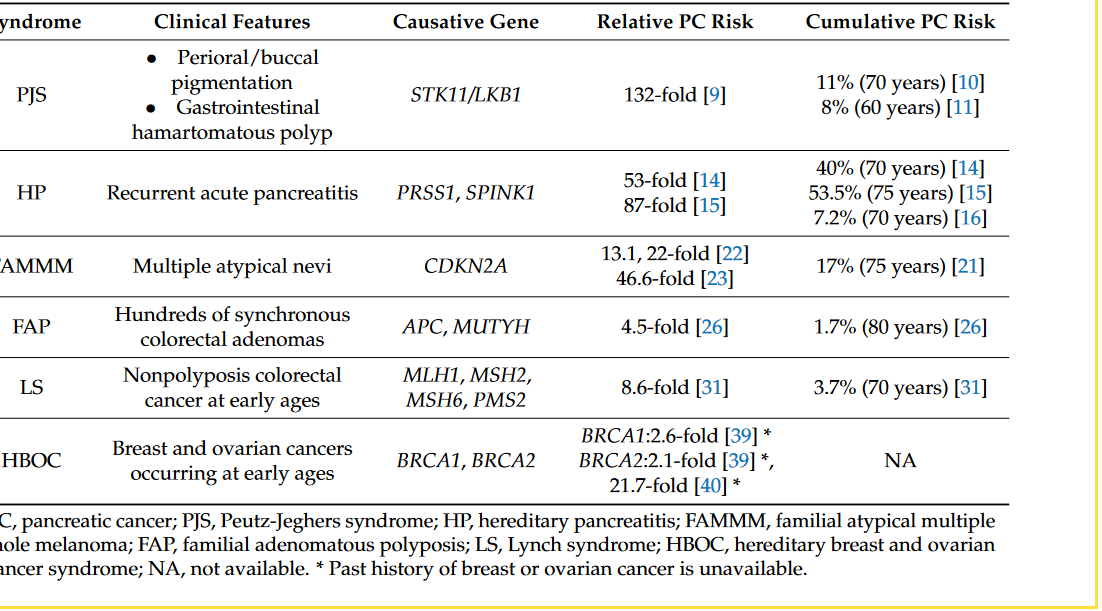 yndrome Clinical Features Causative Gene Relative PC Risk Cumulative PC Risk
PJS
• Perioral/buccal
pigmentation
• Gastrointestinal
hamartomatous polyp
STK11/LKB1
132-fold [9]
11% (70 years) [10]
8% (60 years) [11]
HP
Recurrent acute pancreatitis
PRSS1, SPINK1
53-fold [14]
87-fold [15]
40% (70 years) [14]
53.5% (75 years) [15]
7.2% (70 years) [16]
AMMM
Multiple atypical nevi
CDKN2A
13.1, 22-fold [22]
46.6-fold [23]
17% (75 years) [21]
FAP
Hundreds of synchronous
colorectal adenomas
APC, MUTYH
4.5-fold [26]
1.7% (80 years) [26]
LS
Nonpolyposis colorectal
cancer at early ages
MLH1, MSH2,
MSH6, PMS2
8.6-fold [31]
3.7% (70 years) [31]
HBOC
Breast and ovarian cancers
occurring at early ages
BRCA1, BRCA2
BRCA1:2.6-fold [39] *
BRCA2:2.1-fold [39] *,
21.7-fold [40] *
NA
C, pancreatic cancer; PJS, Peutz-Jeghers syndrome; HP, hereditary pancreatitis; FAMMM, familial atypical multiple
ole melanoma; FAP, familial adenomatous polyposis; LS, Lynch syndrome; HBOC, hereditary breast and ovarian
ancer syndrome; NA, not available. * Past history of breast or ovarian cancer is unavailable.